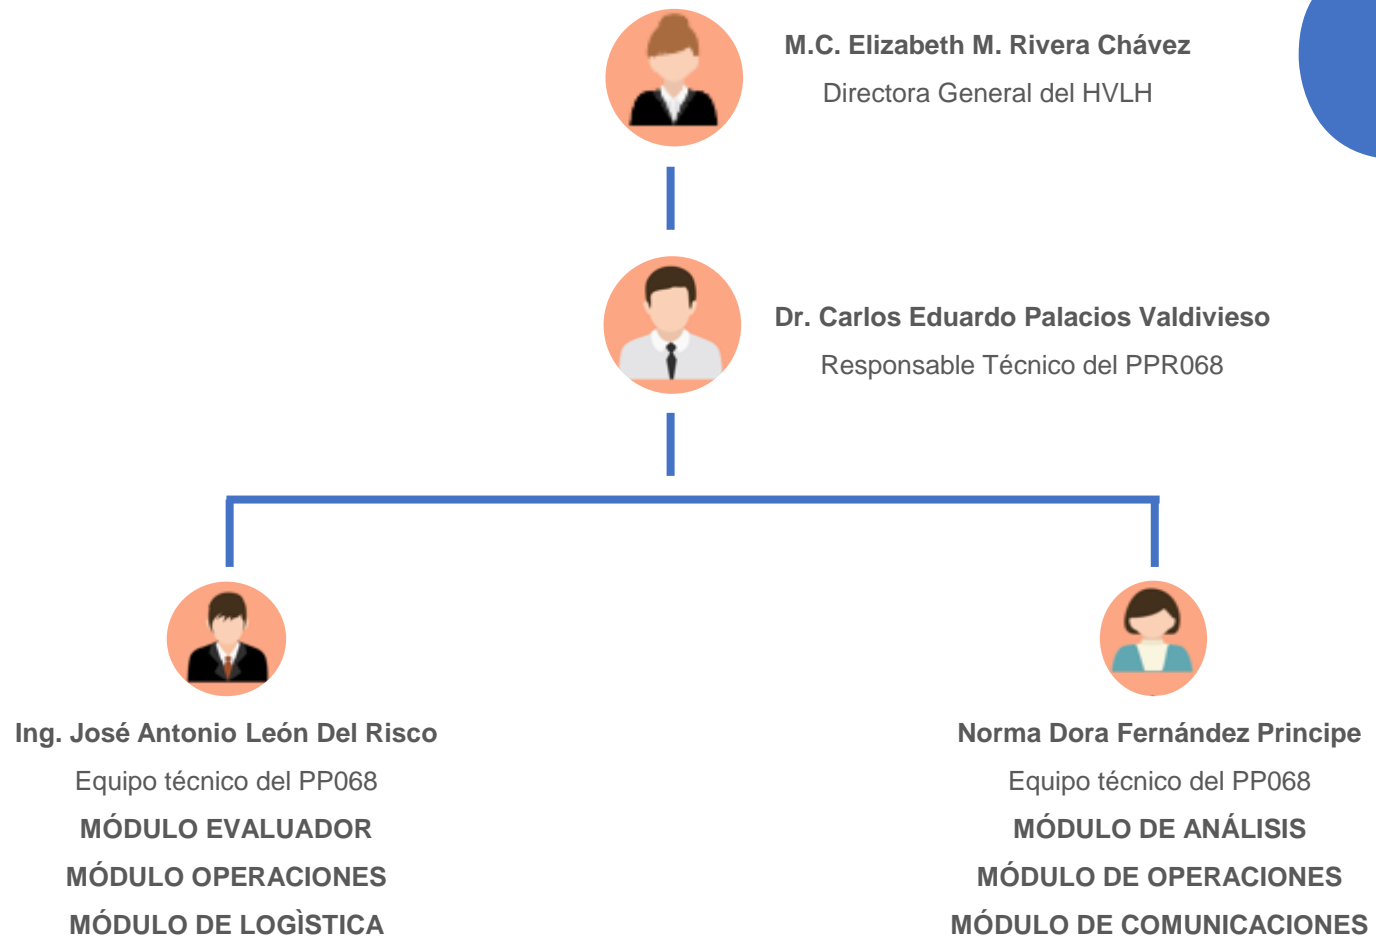 M.C. Elizabeth M. Rivera Chávez
Directora General del HVLH
Dr. Carlos Eduardo Palacios Valdivieso
Responsable Técnico del PPR068
Ing. José Antonio León Del Risco
Equipo técnico del PP068
MÓDULO EVALUADOR
MÓDULO OPERACIONES
MÓDULO DE LOGÌSTICA
Norma Dora Fernández Principe
Equipo técnico del PP068
MÓDULO DE ANÁLISIS
MÓDULO DE OPERACIONES
MÓDULO DE COMUNICACIONES